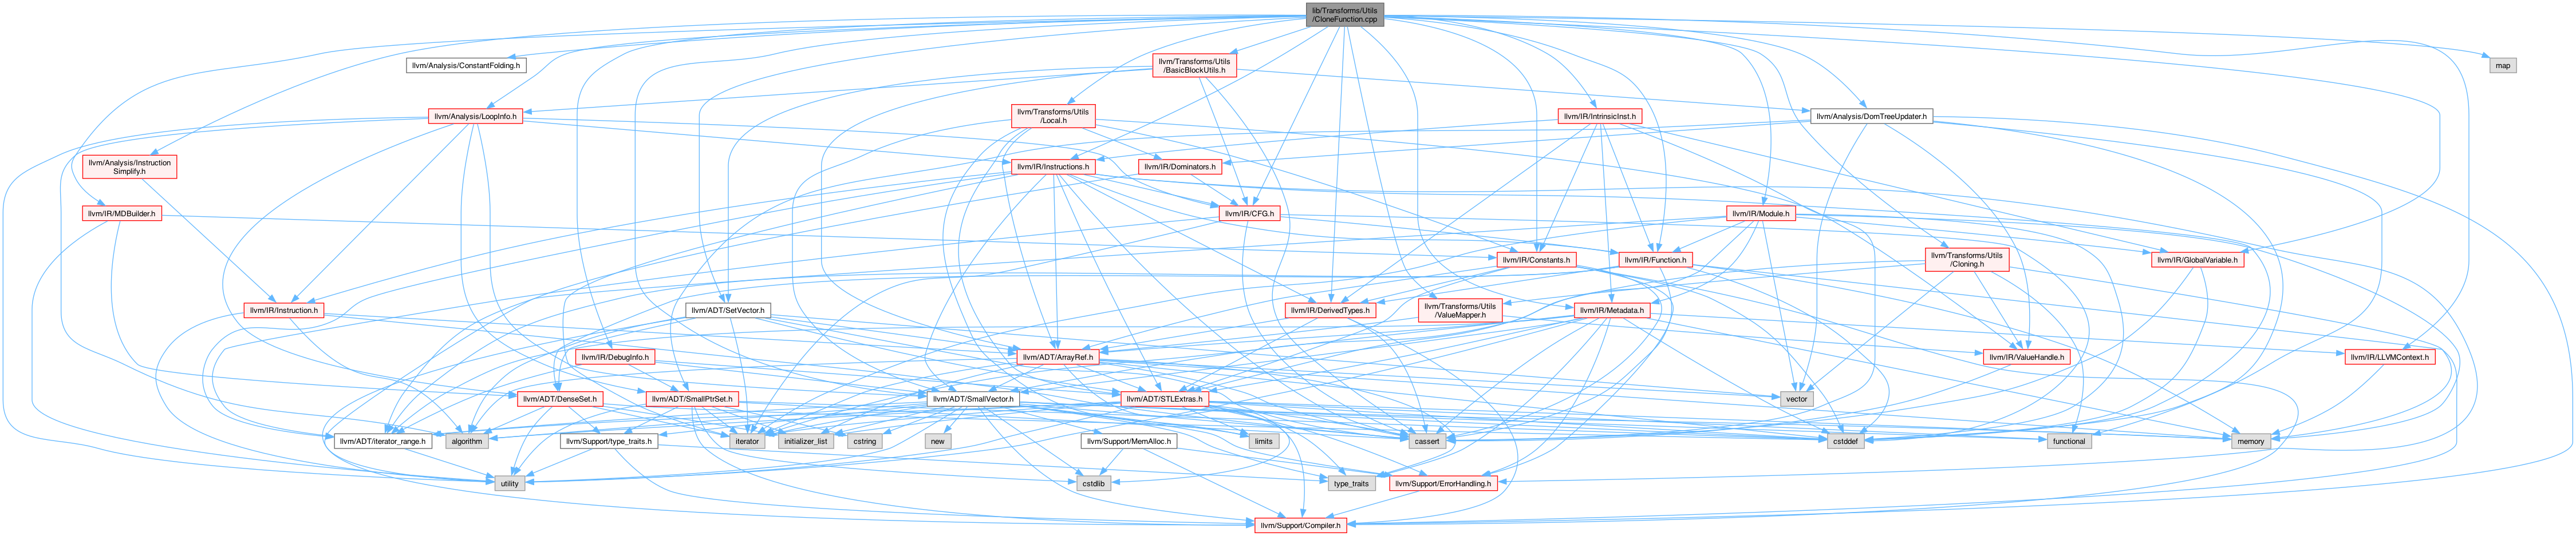 lib/Transforms/Utils
/CloneFunction.cpp
llvm/Analysis/ConstantFolding.h
llvm/Transforms/Utils
/BasicBlockUtils.h
map
llvm/Analysis/LoopInfo.h
llvm/Transforms/Utils
/Local.h
llvm/IR/IntrinsicInst.h
llvm/Analysis/DomTreeUpdater.h
llvm/Analysis/Instruction
Simplify.h
llvm/IR/Instructions.h
llvm/IR/Dominators.h
llvm/IR/MDBuilder.h
llvm/IR/CFG.h
llvm/IR/Module.h
llvm/IR/Constants.h
llvm/IR/Function.h
llvm/Transforms/Utils
/Cloning.h
llvm/IR/GlobalVariable.h
llvm/IR/Instruction.h
llvm/ADT/SetVector.h
llvm/IR/DerivedTypes.h
llvm/Transforms/Utils
/ValueMapper.h
llvm/IR/Metadata.h
llvm/IR/DebugInfo.h
llvm/ADT/ArrayRef.h
llvm/IR/ValueHandle.h
llvm/IR/LLVMContext.h
llvm/ADT/DenseSet.h
llvm/ADT/SmallPtrSet.h
llvm/ADT/SmallVector.h
llvm/ADT/STLExtras.h
vector
llvm/ADT/iterator_range.h
algorithm
llvm/Support/type_traits.h
iterator
initializer_list
cstring
new
llvm/Support/MemAlloc.h
limits
cassert
cstddef
functional
memory
utility
cstdlib
type_traits
llvm/Support/ErrorHandling.h
llvm/Support/Compiler.h